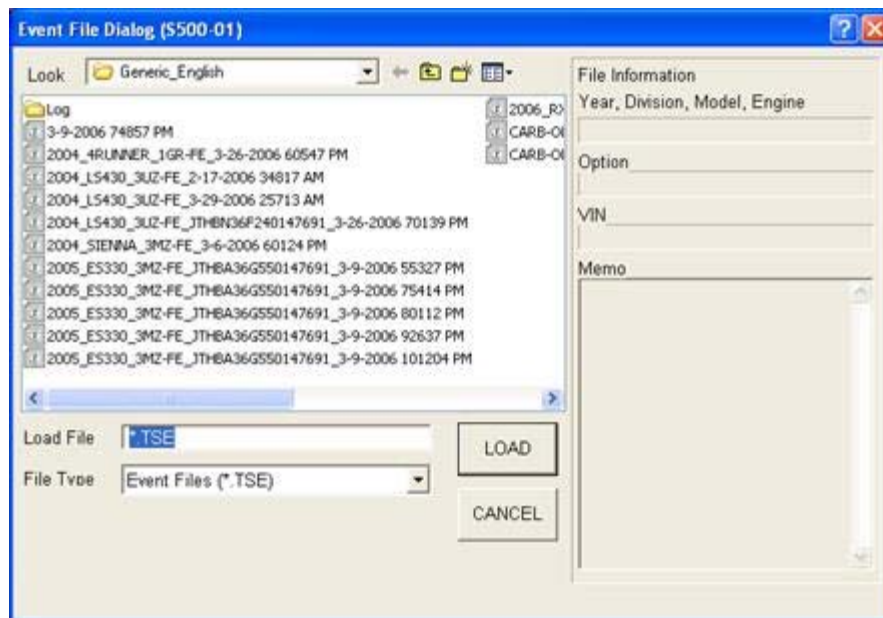 Event File Dialog (S500-01)
Look Generic_English
Log
3-9-2006 74857 PM
2004_4RUNNER_1GR-FE_3-26-2006 60547 PM
2004_LS430_3UZ-FE_2-17-2006 34817 AM
2004_LS430_3UZ-FE_3-29-2006 25713 AM
2004_LS430_3UZ-FE_JTHBN36F240147691_3-26-2006 70139 PM
2004_SIENNA_3MZ-FE_3-6-2006 60124 PM
2005_ES330_3MZ-FE_JTHBA36G550147691_3-9-2006 55327 PM
2005_ES330_3MZ-FE_JTHBA36G550147691_3-9-2006 75414 PM
2005_ES330_3MZ-FE_JTHBA36G550147691_3-9-2006 80112 PM
2005_ES330_3MZ-FE_JTHBA36G550147691_3-9-2006 92637 PM
2005_ES330_3MZ-FE_JTHBA36G550147691_3-9-2006 101204 PM
2006_RX
CARB-OB
CARB-OB
Load File *.TSE
File Type Event Files (*.TSE)
LOAD
CANCEL
File Information
Year, Division, Model, Engine
Option
VIN
Memo